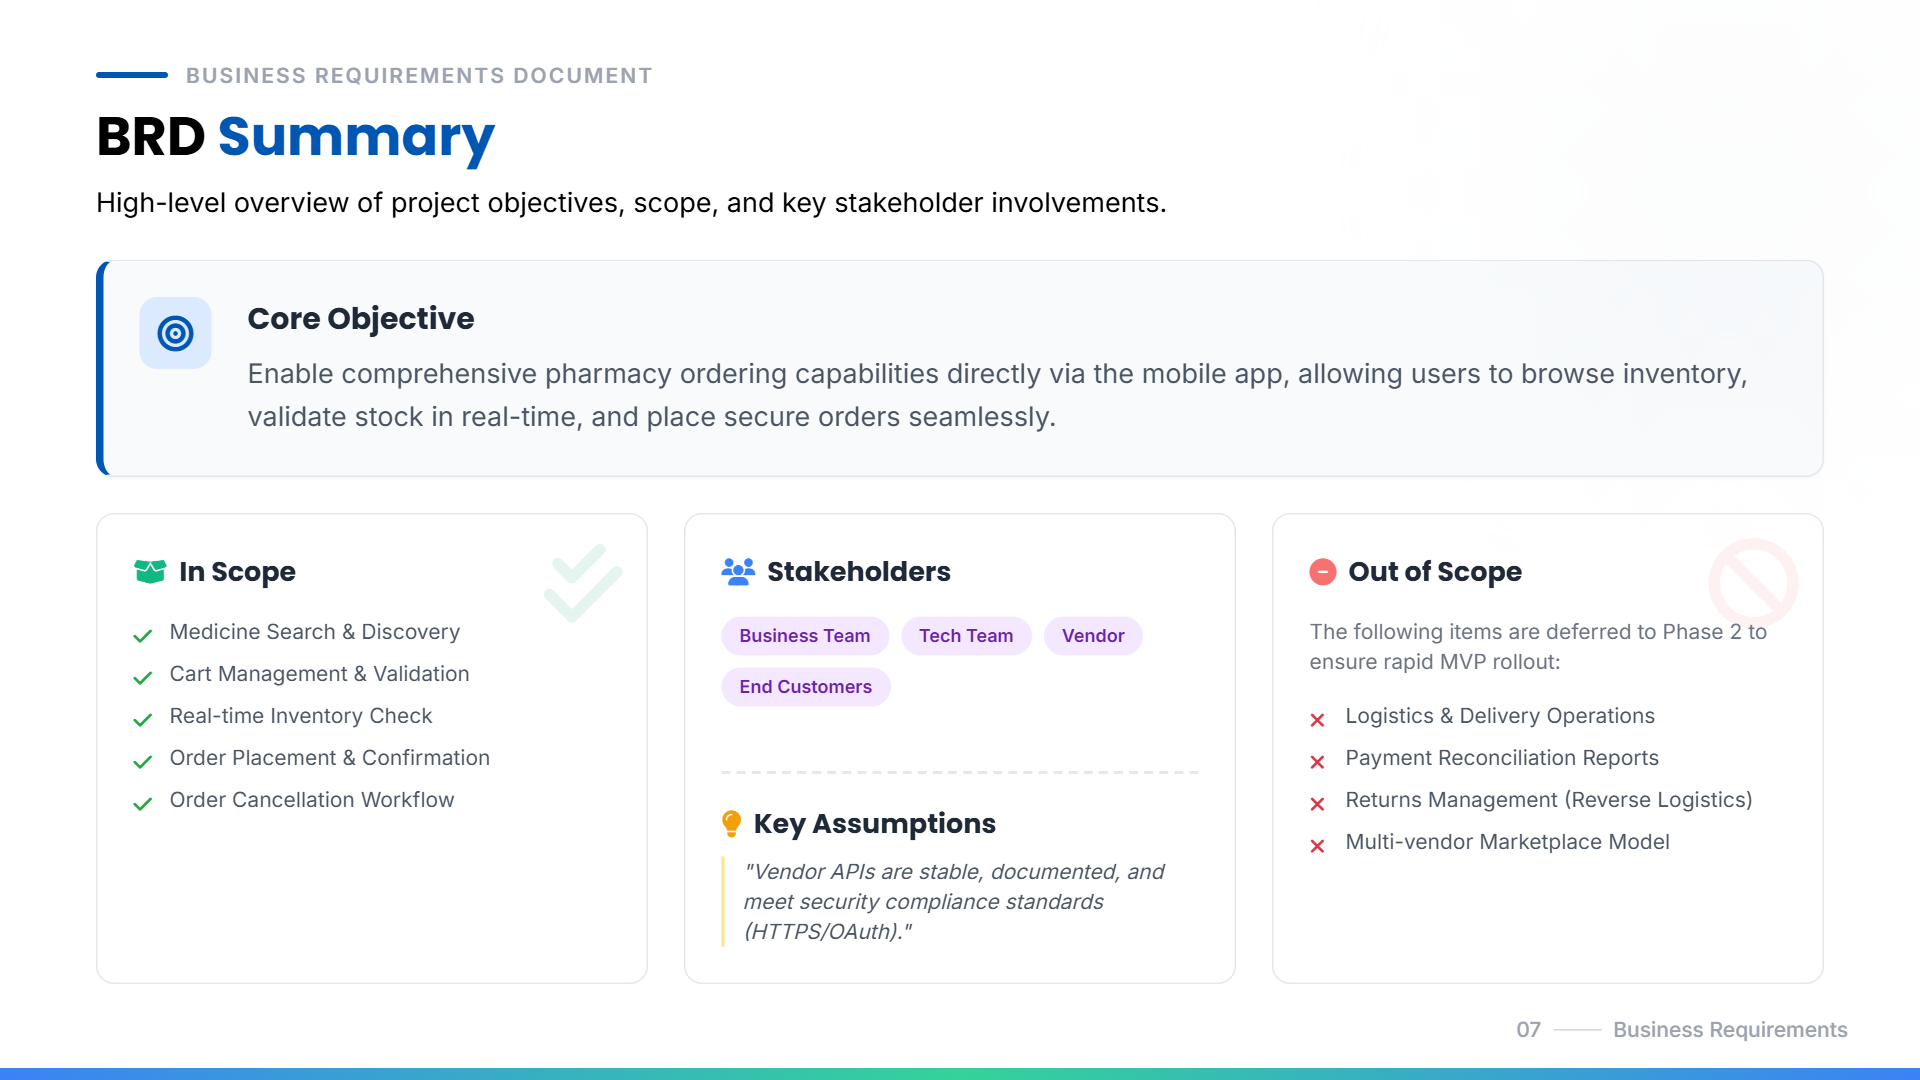 BUSINESS REQUIREMENTS DOCUMENT
BRD Summary
High-level overview of project objectives, scope, and key stakeholder involvements.
Core Objective
Enable comprehensive pharmacy ordering capabilities directly via the mobile app, allowing users to browse inventory,
validate stock in real-time, and place secure orders seamlessly.
In Scope
Medicine Search & Discovery
Cart Management & Validation
Real-time Inventory Check
Order Placement & Confirmation
Order Cancellation Workflow
Stakeholders
Business Team
Tech Team
Vendor
End Customers
Key Assumptions
"Vendor APIs are stable, documented, and
meet security compliance standards
(HTTPS/OAuth)."
Out of Scope
The following items are deferred to Phase 2 to
ensure rapid MVP rollout:
Logistics & Delivery Operations
Payment Reconciliation Reports
Returns Management (Reverse Logistics)
Multi-vendor Marketplace Model
07 Business Requirements